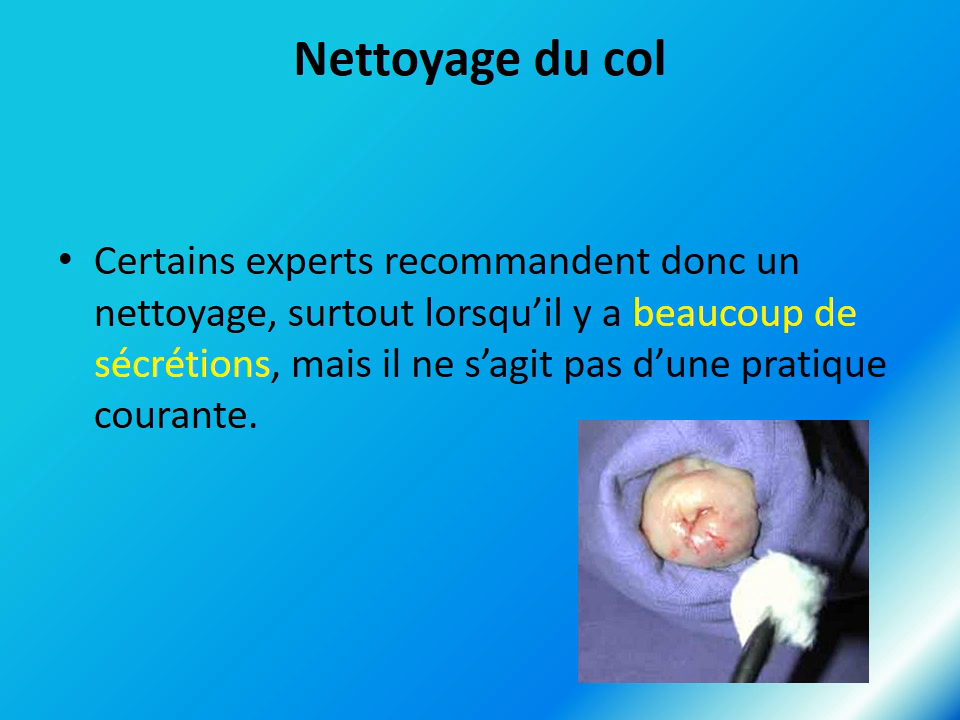 Nettoyage du col
• Certains experts recommandent donc un
nettoyage, surtout lorsqu’il y a beaucoup de
sécrétions, mais il ne s’agit pas d’une pratique
courante.